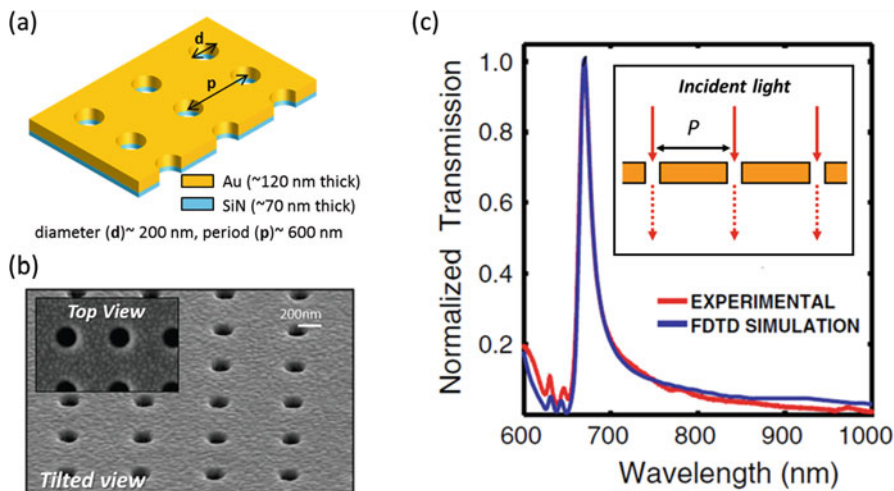 (a)
d
p
Au (~120 nm thick)
SiN (~70 nm thick)
diameter (d)~ 200 nm, period (p)~ 600 nm
(b)
Top View
200nm
Tilted view
(c)
Normalized Transmission
1.0
0.8
0.6
0.4
0.2
Incident light
P
EXPERIMENTAL
FDTD SIMULATION
600 700 800 900 1000
Wavelength (nm)